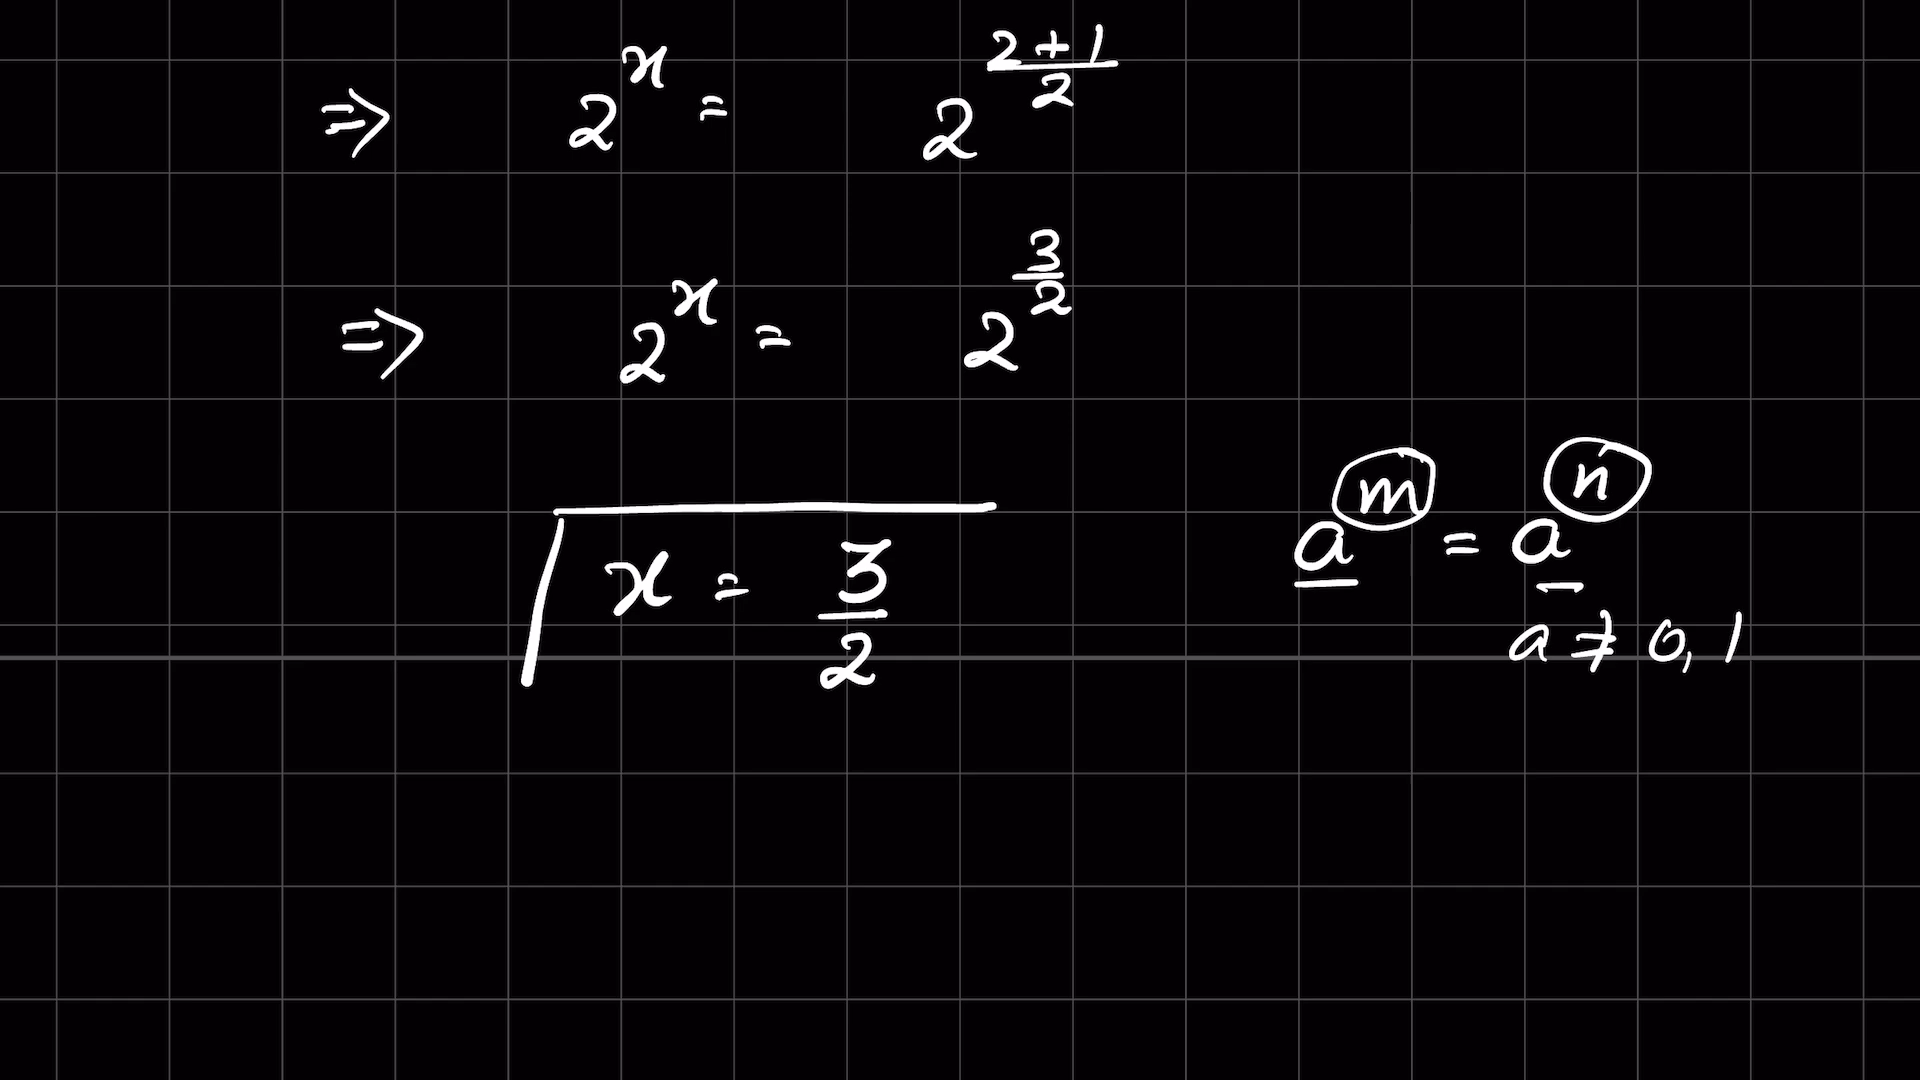 ⇒ 2^x = 2^((2+1)/2)
⇒ 2^x = 2^(3/2)
x = 3/2
a^m = a^n
a ≠ 0, 1